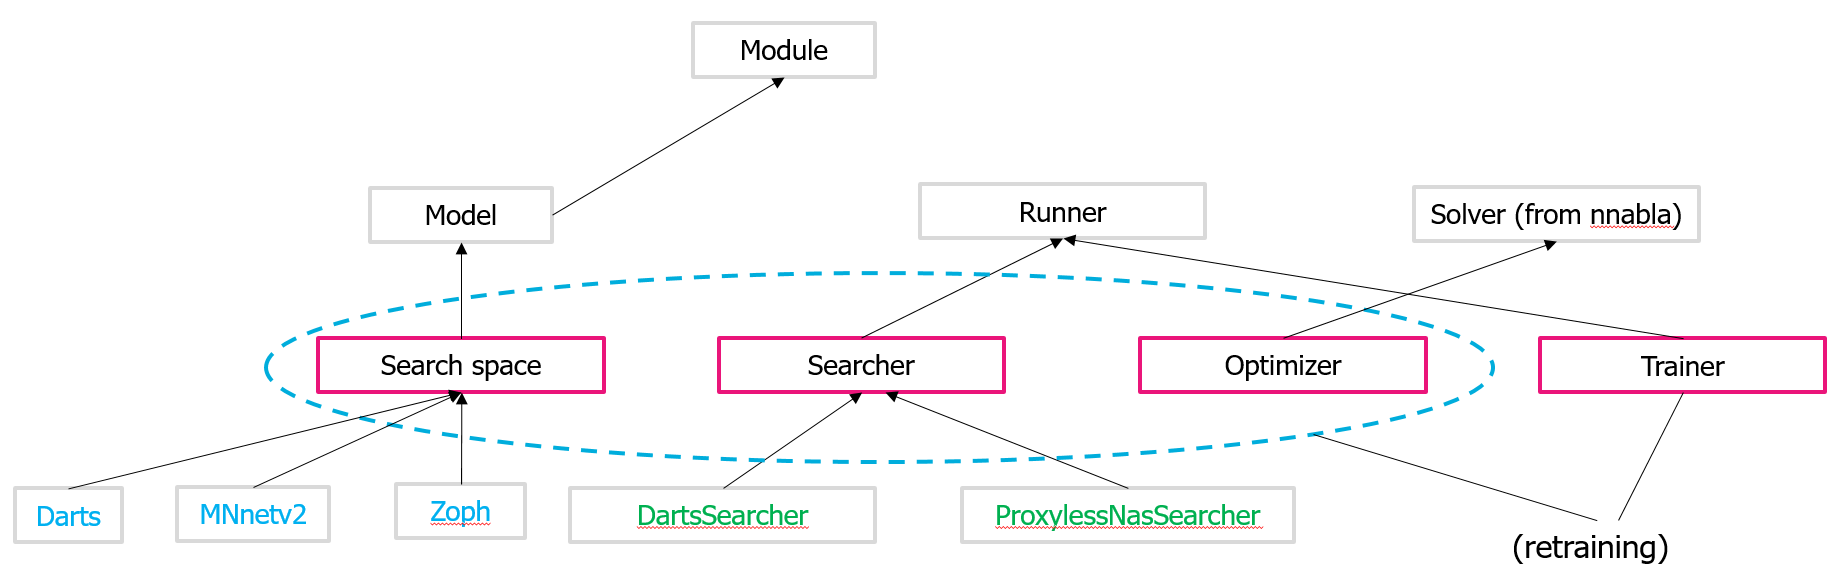 Module
Model
Runner
Solver (from nnabla)
Search space
Searcher
Optimizer
Trainer
Darts
MNnetv2
Zoph
DartsSearcher
ProxylessNasSearcher
(retraining)